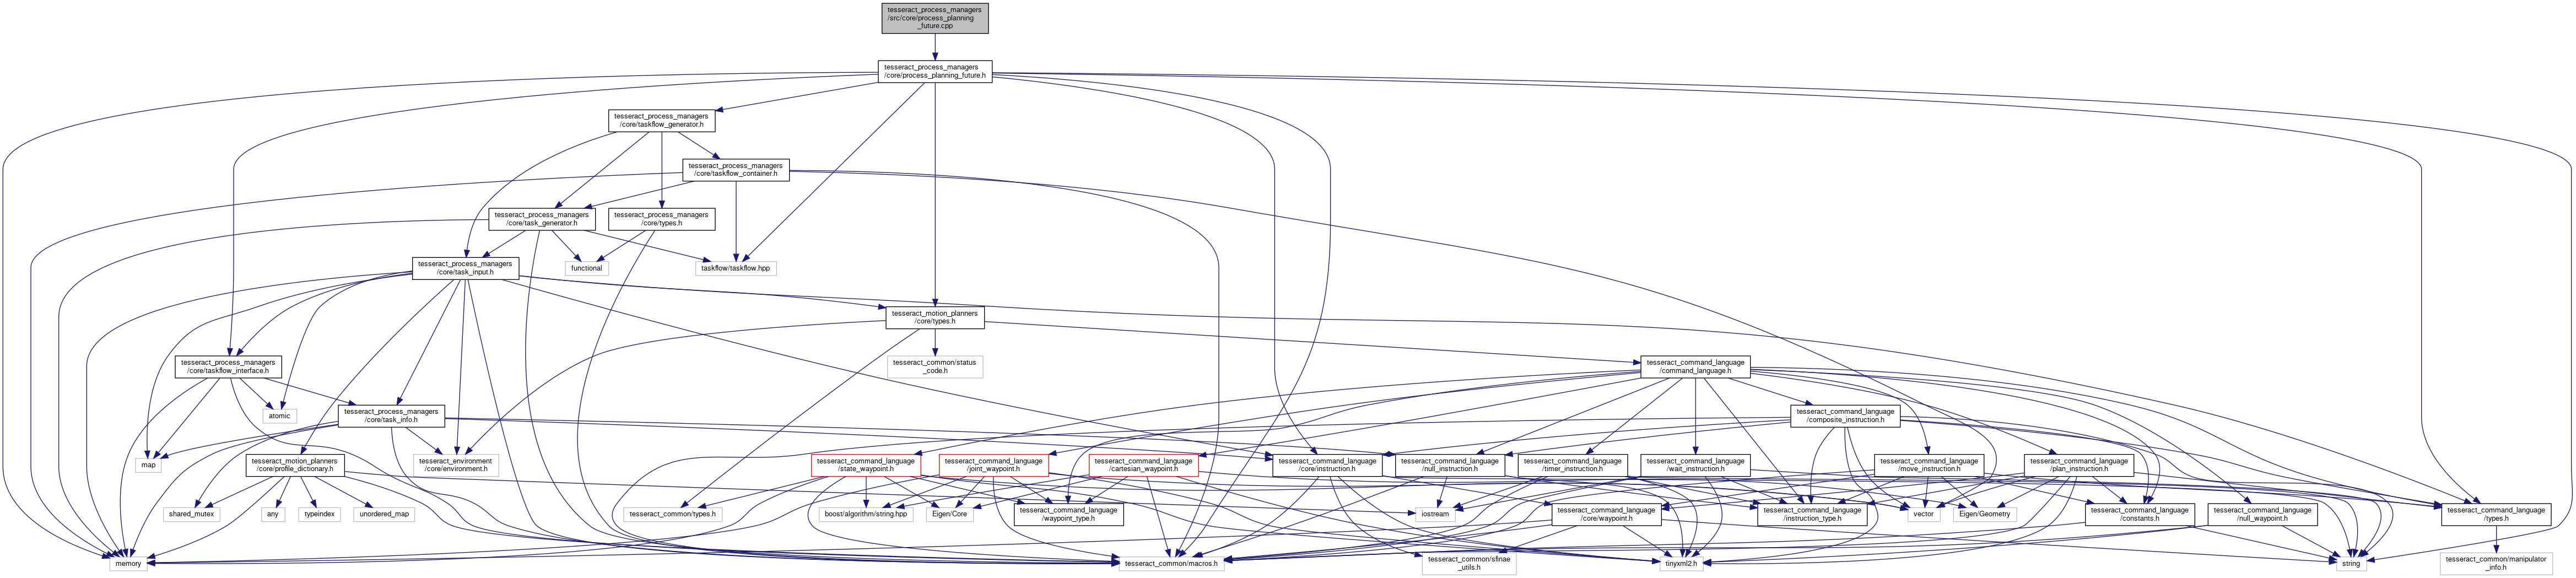 tesseract_process_managers
/src/core/process_planning
_future.cpp
tesseract_process_managers
/core/process_planning_future.h
tesseract_process_managers
/core/taskflow_generator.h
tesseract_process_managers
/core/taskflow_container.h
tesseract_process_managers
/core/task_generator.h
tesseract_process_managers
/core/types.h
tesseract_process_managers
/core/task_input.h
functional
taskflow/taskflow.hpp
tesseract_motion_planners
/core/types.h
tesseract_process_managers
/core/taskflow_interface.h
tesseract_common/status
_code.h
tesseract_command_language
/command_language.h
atomic
tesseract_process_managers
/core/task_info.h
tesseract_command_language
/composite_instruction.h
map
tesseract_motion_planners
/core/profile_dictionary.h
tesseract_environment
/core/environment.h
tesseract_command_language
/state_waypoint.h
tesseract_command_language
/joint_waypoint.h
tesseract_command_language
/cartesian_waypoint.h
tesseract_command_language
/core/instruction.h
tesseract_command_language
/null_instruction.h
tesseract_command_language
/timer_instruction.h
tesseract_command_language
/wait_instruction.h
tesseract_command_language
/move_instruction.h
tesseract_command_language
/plan_instruction.h
shared_mutex
any
typeindex
unordered_map
tesseract_common/types.h
boost/algorithm/string.hpp
Eigen/Core
tesseract_command_language
/waypoint_type.h
iostream
tesseract_command_language
/core/waypoint.h
tesseract_command_language
/instruction_type.h
vector
Eigen/Geometry
tesseract_command_language
/constants.h
tesseract_command_language
/null_waypoint.h
tesseract_command_language
/types.h
memory
tesseract_common/macros.h
tesseract_common/sfinae
_utils.h
tinyxml2.h
string
tesseract_common/manipulator
_info.h